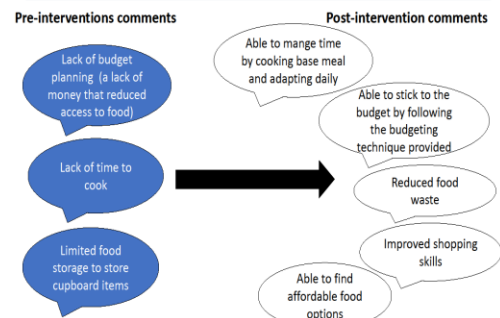 Pre-interventions comments
Post-intervention comments
Lack of budget
planning (a lack of
money that reduced
access to food)
Lack of time to
cook
Limited food
storage to store
cupboard items
Able to mange time
by cooking base meal
and adapting daily
Able to stick to the
budget by following
the budgeting
technique provided
Reduced food
waste
Improved shopping
skills
Able to find
affordable food
options